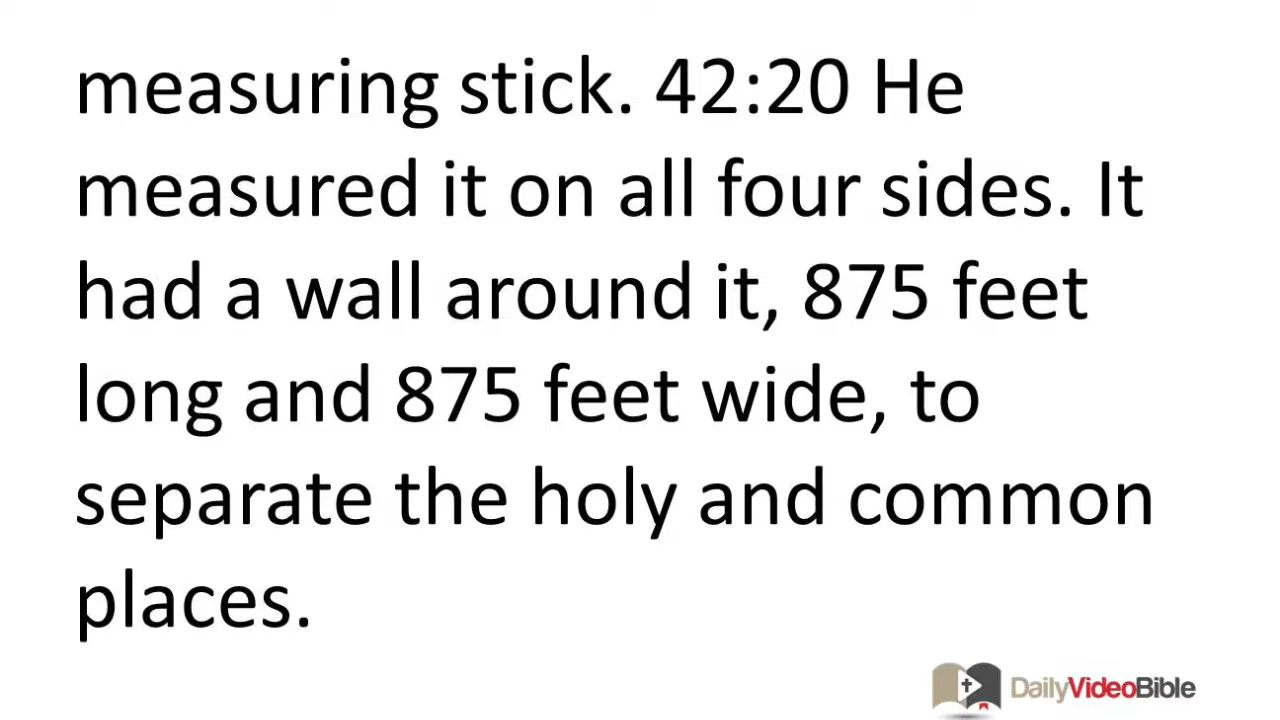 measuring stick. 42:20 He
measured it on all four sides. It
had a wall around it, 875 feet
long and 875 feet wide, to
separate the holy and common
places.
DailyVideoBible